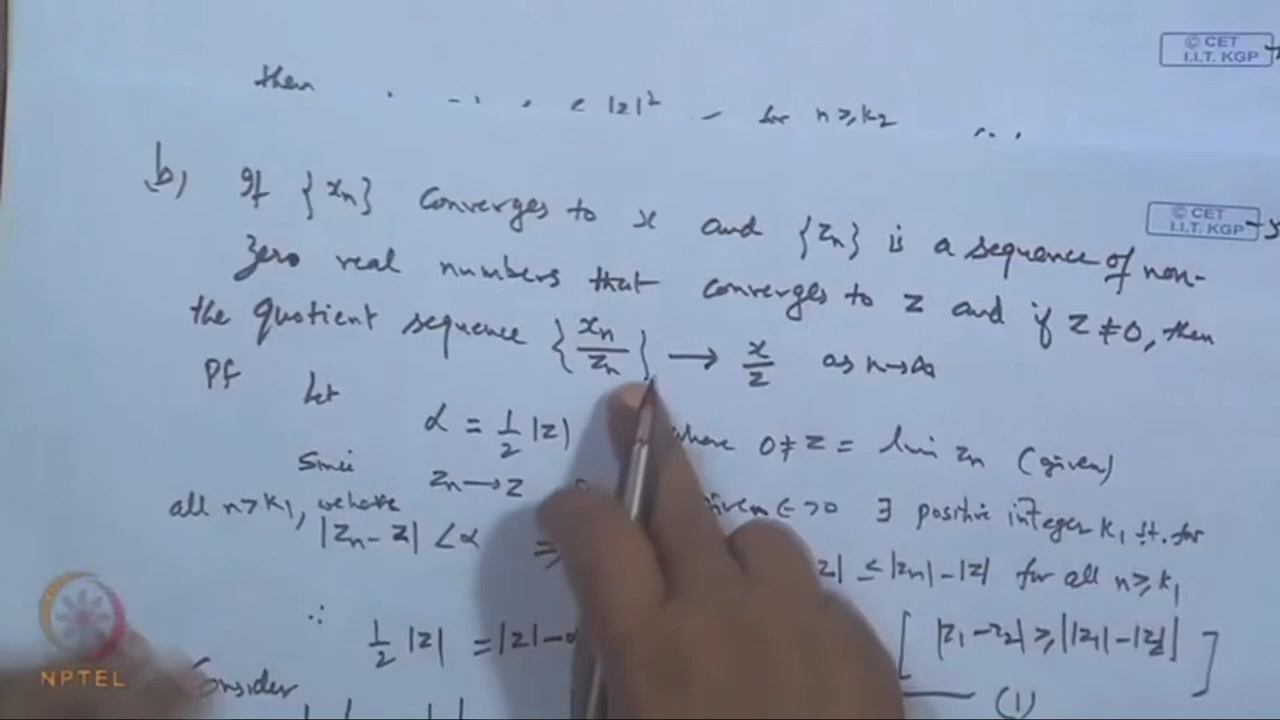 © CET
I.I.T. KGP
then . - .. , < |z|² – for n ≥ k₂ ...
© CET
I.I.T. KGP
b) If {xₙ} converges to x and {zₙ} is a sequence of non-
zero real numbers that converges to z and if z ≠ 0, then
the quotient sequence {xₙ/zₙ} → x/z as n→∞
Pf Let α = ½ |z| where 0 ≠ z = lim zₙ (given)
Since zₙ → z given ε > 0 ∃ positive integer k₁ s.t. for
all n > k₁, we have |zₙ - z| < α ⇒ z| ≤ |zₙ| - |z| for all n ≥ k₁
∴ ½ |z| = |z| - α [ |z₁ - z₂| ≥ ||z₁| - |z₂|| ]
Consider (1)
NPTEL